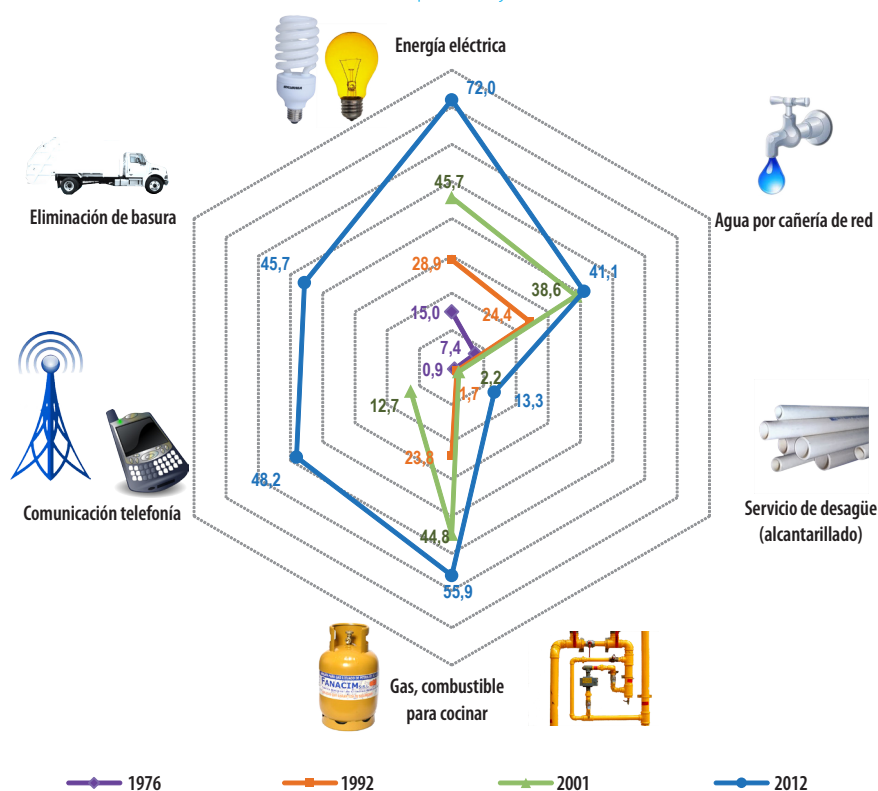 Energía eléctrica
72,0
45,7
Agua por cañería de red
Eliminación de basura
45,7
28,9
41,1
38,6
24,4
15,0
7,4
0,9
2,2
1,7
13,3
12,7
23,8
48,2
Comunicación telefonía
Servicio de desagüe
(alcantarillado)
44,8
55,9
FANACIM
Gas, combustible
para cocinar
1976
1992
2001
2012